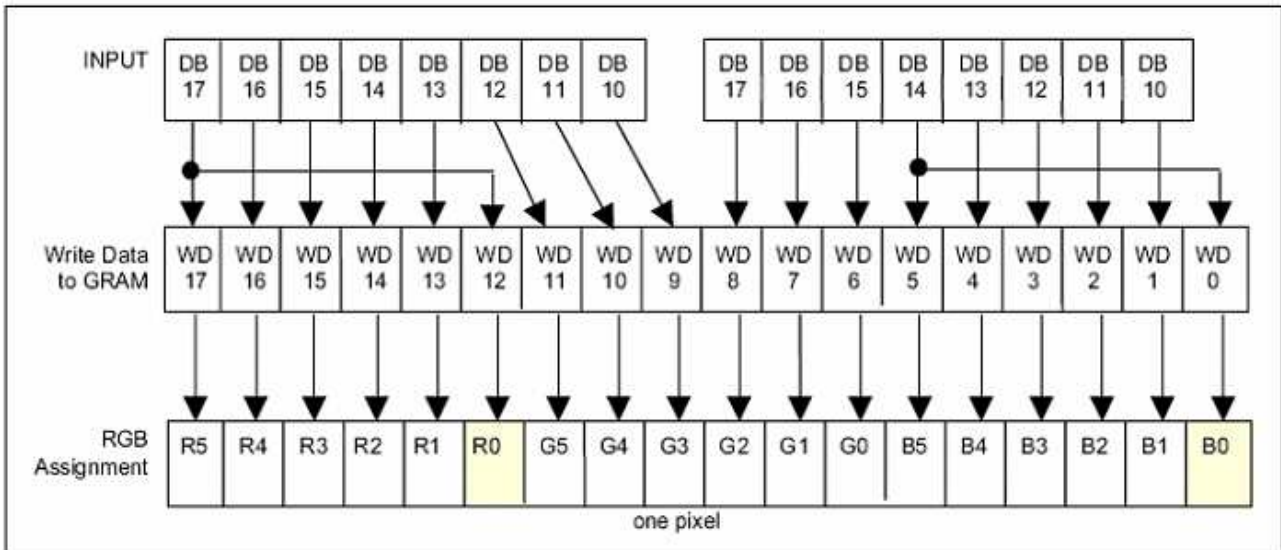 INPUT DB DB DB DB DB DB DB DB DB DB DB DB DB DB DB DB
17 16 15 14 13 12 11 10 17 16 15 14 13 12 11 10
Write Data WD WD WD WD WD WD WD WD WD WD WD WD WD WD WD WD WD WD
to GRAM 17 16 15 14 13 12 11 10 9 8 7 6 5 4 3 2 1 0
RGB R5 R4 R3 R2 R1 R0 G5 G4 G3 G2 G1 G0 B5 B4 B3 B2 B1 B0
Assignment
one pixel